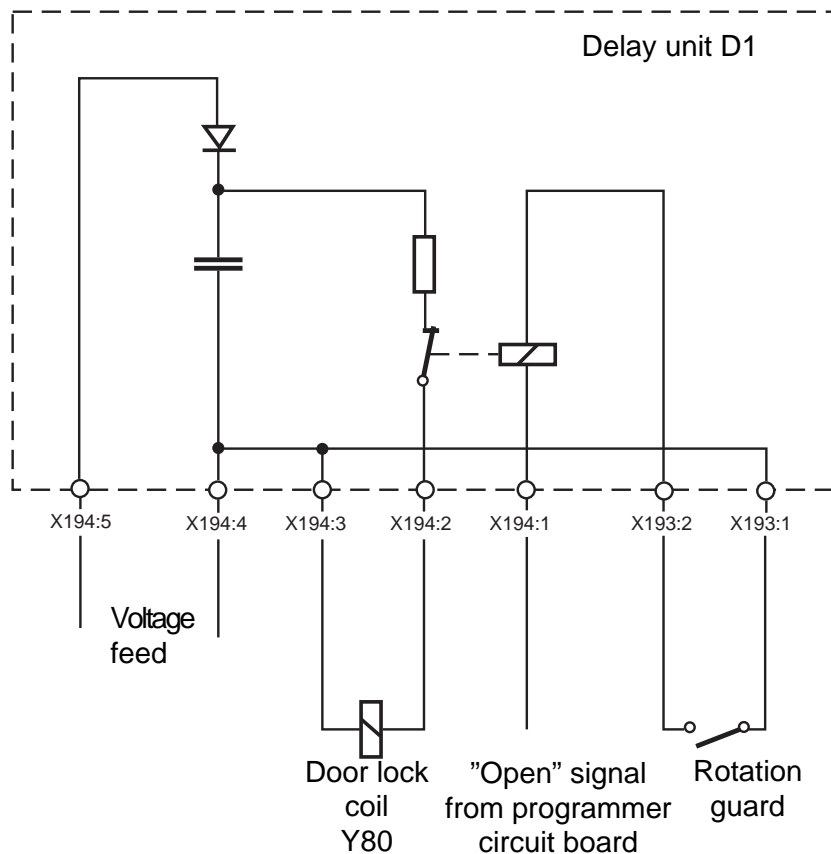 Delay unit D1
X194:5
X194:4
X194:3
X194:2
X194:1
X193:2
X193:1
Voltage
feed
Door lock
coil
Y80
”Open” signal
from programmer
circuit board
Rotation
guard